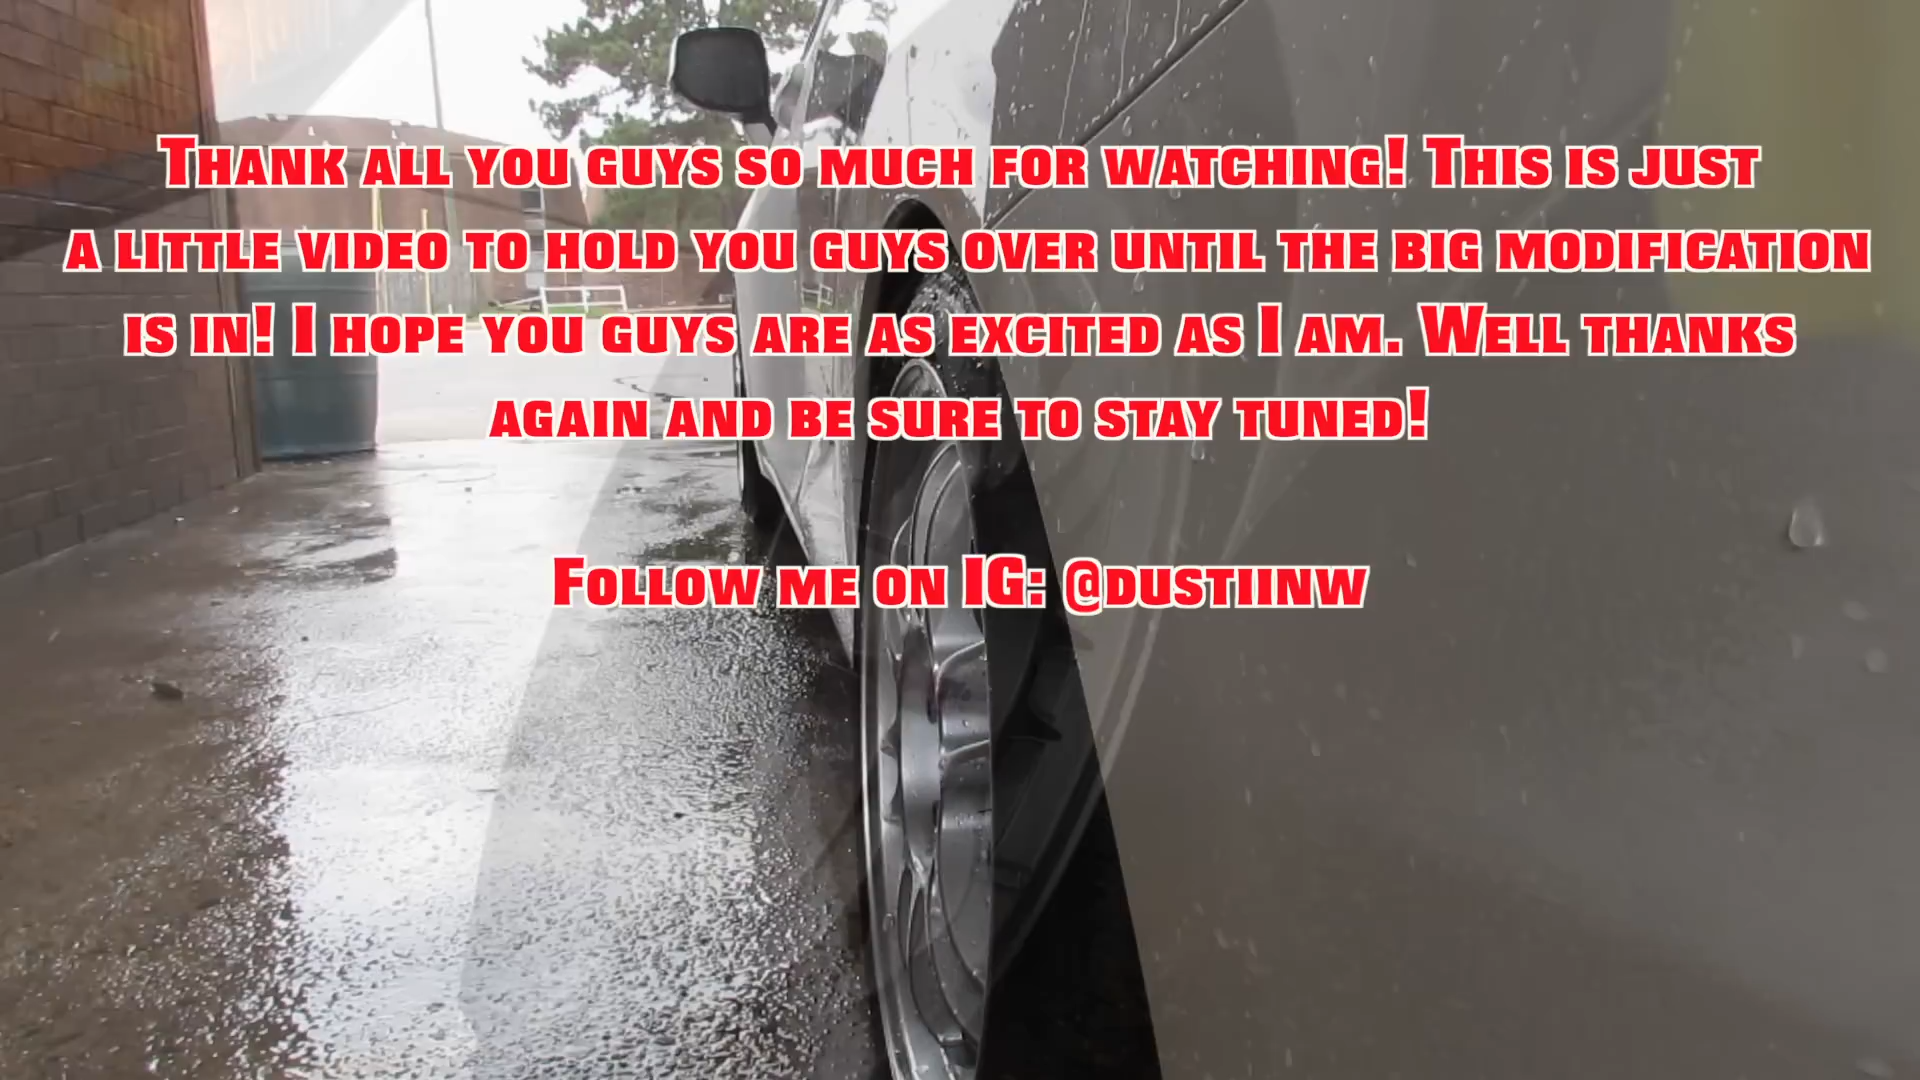 Thank all you guys so much for watching! This is just
a little video to hold you guys over until the big modification
is in! I hope you guys are as excited as I am. Well thanks
again and be sure to stay tuned!
Follow me on IG: @dustiinw